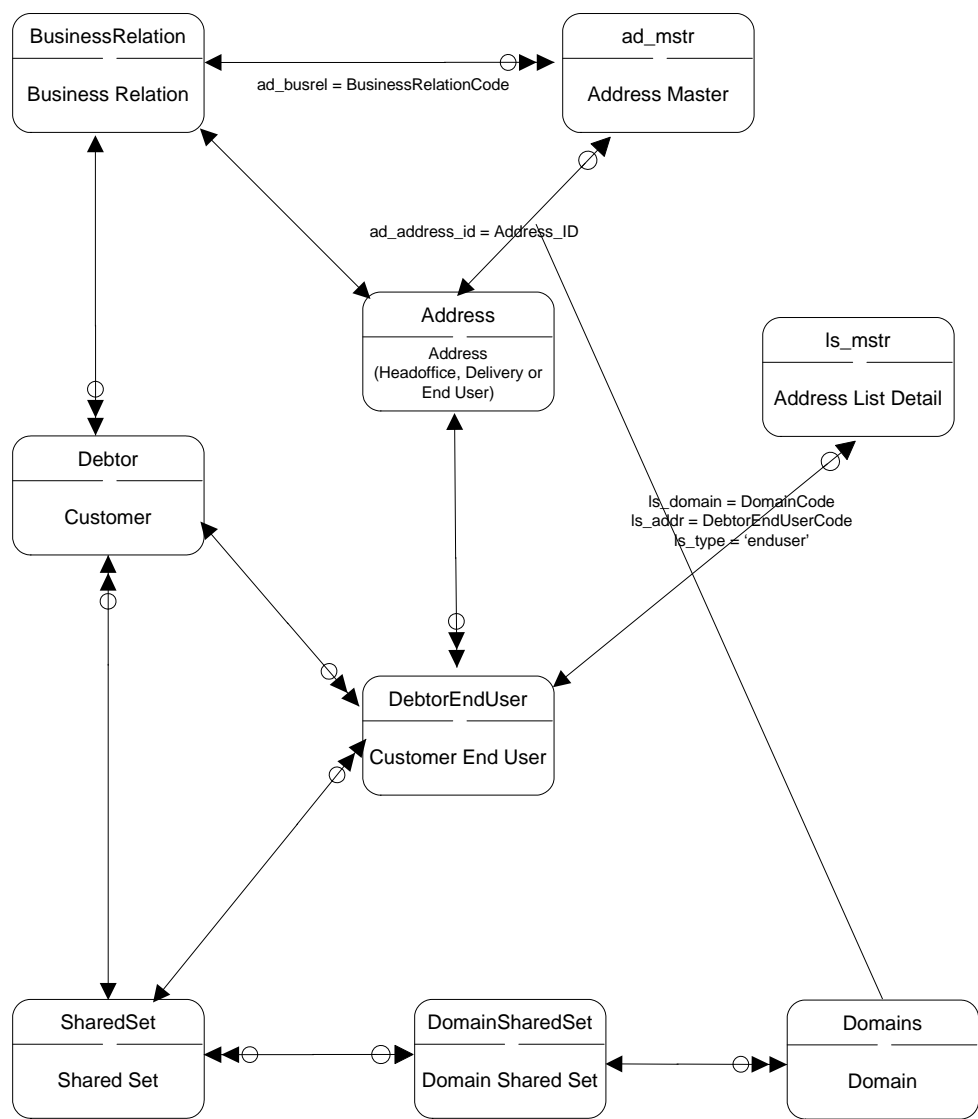 BusinessRelation
Business Relation
ad_busrel = BusinessRelationCode
ad_mstr
Address Master
ad_address_id = Address_ID
Address
Address
(Headoffice, Delivery or
End User)
ls_mstr
Address List Detail
Debtor
Customer
ls_domain = DomainCode
ls_addr = DebtorEndUserCode
ls_type = ‘enduser’
DebtorEndUser
Customer End User
SharedSet
Shared Set
DomainSharedSet
Domain Shared Set
Domains
Domain